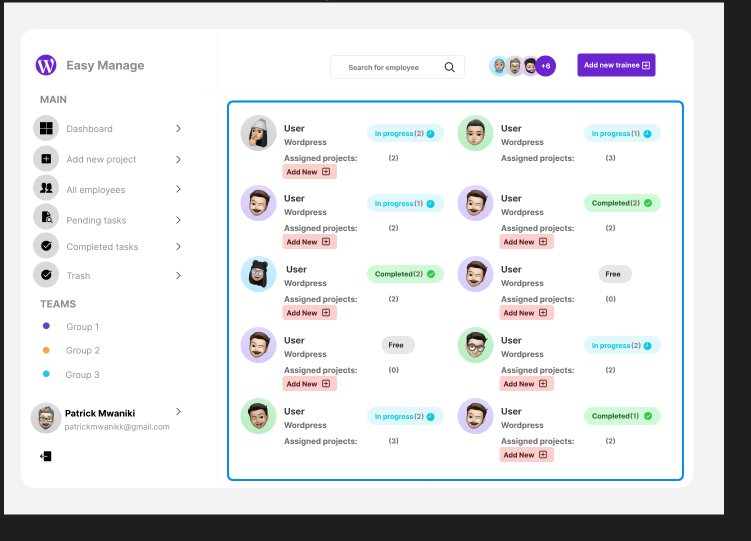 Easy Manage
Search for employee
+6
Add new trainee
MAIN
Dashboard
Add new project
All employees
Pending tasks
Completed tasks
Trash
TEAMS
Group 1
Group 2
Group 3
Patrick Mwaniki
patrickmwanikk@gmail.com
User
Wordpress
In progress(2)
Assigned projects: (2)
Add New
User
Wordpress
In progress(1)
Assigned projects: (3)
User
Wordpress
In progress(1)
Assigned projects: (2)
Add New
User
Wordpress
Completed(2)
Assigned projects: (2)
Add New
User
Wordpress
Completed(2)
Assigned projects: (2)
Add New
User
Wordpress
Free
Assigned projects: (0)
Add New
User
Wordpress
Free
Assigned projects: (0)
Add New
User
Wordpress
In progress(2)
Assigned projects: (2)
Add New
User
Wordpress
In progress(2)
Assigned projects: (3)
User
Wordpress
Completed(1)
Assigned projects: (2)
Add New